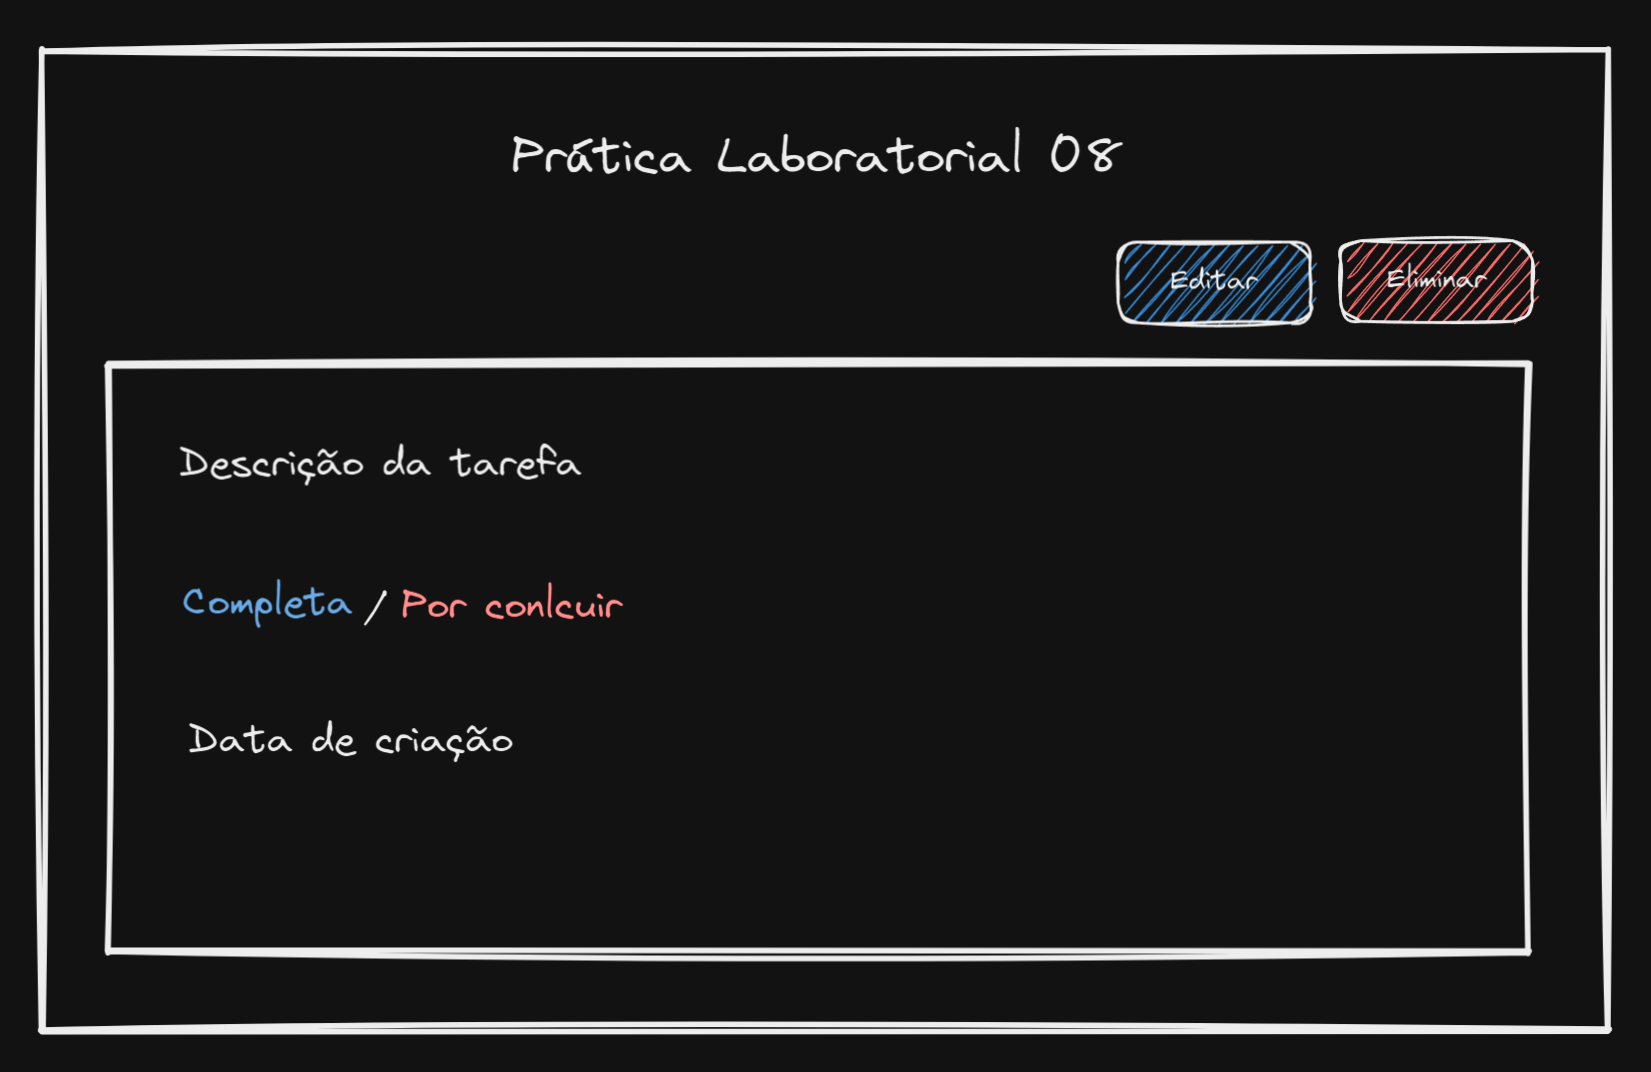 Prática Laboratorial 08
Editar Eliminar
Descrição da tarefa
Completa / Por conlcuir
Data de criação